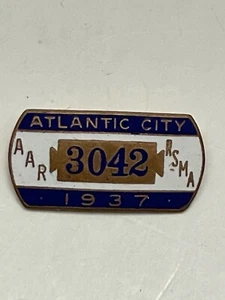 ATLANTIC CITY
AAR 3042 RSMA
· 1937 ·